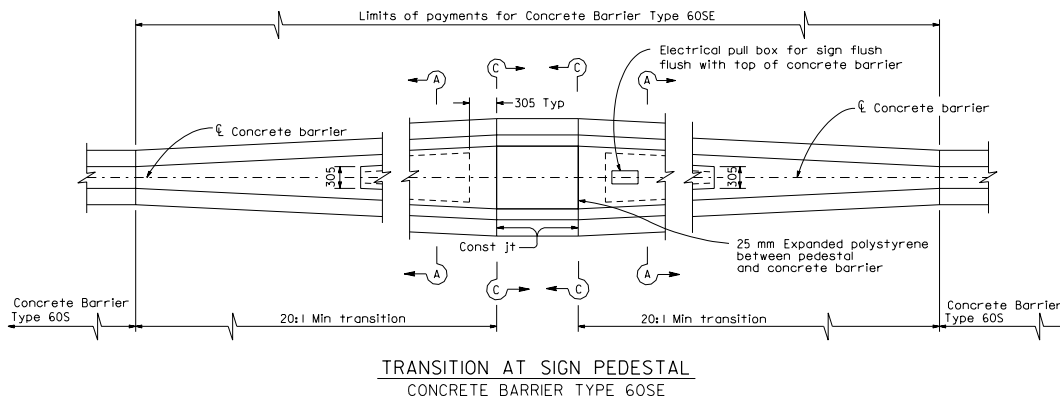 Limits of payments for Concrete Barrier Type 60SE
Electrical pull box for sign flush
flush with top of concrete barrier
C C
A A
305 Typ
℄ Concrete barrier
℄ Concrete barrier
305
305
Const jt
25 mm Expanded polystyrene
between pedestal
and concrete barrier
A A
C C
Concrete Barrier
Type 60S
20:1 Min transition
20:1 Min transition
Concrete Barrier
Type 60S
TRANSITION AT SIGN PEDESTAL
CONCRETE BARRIER TYPE 60SE